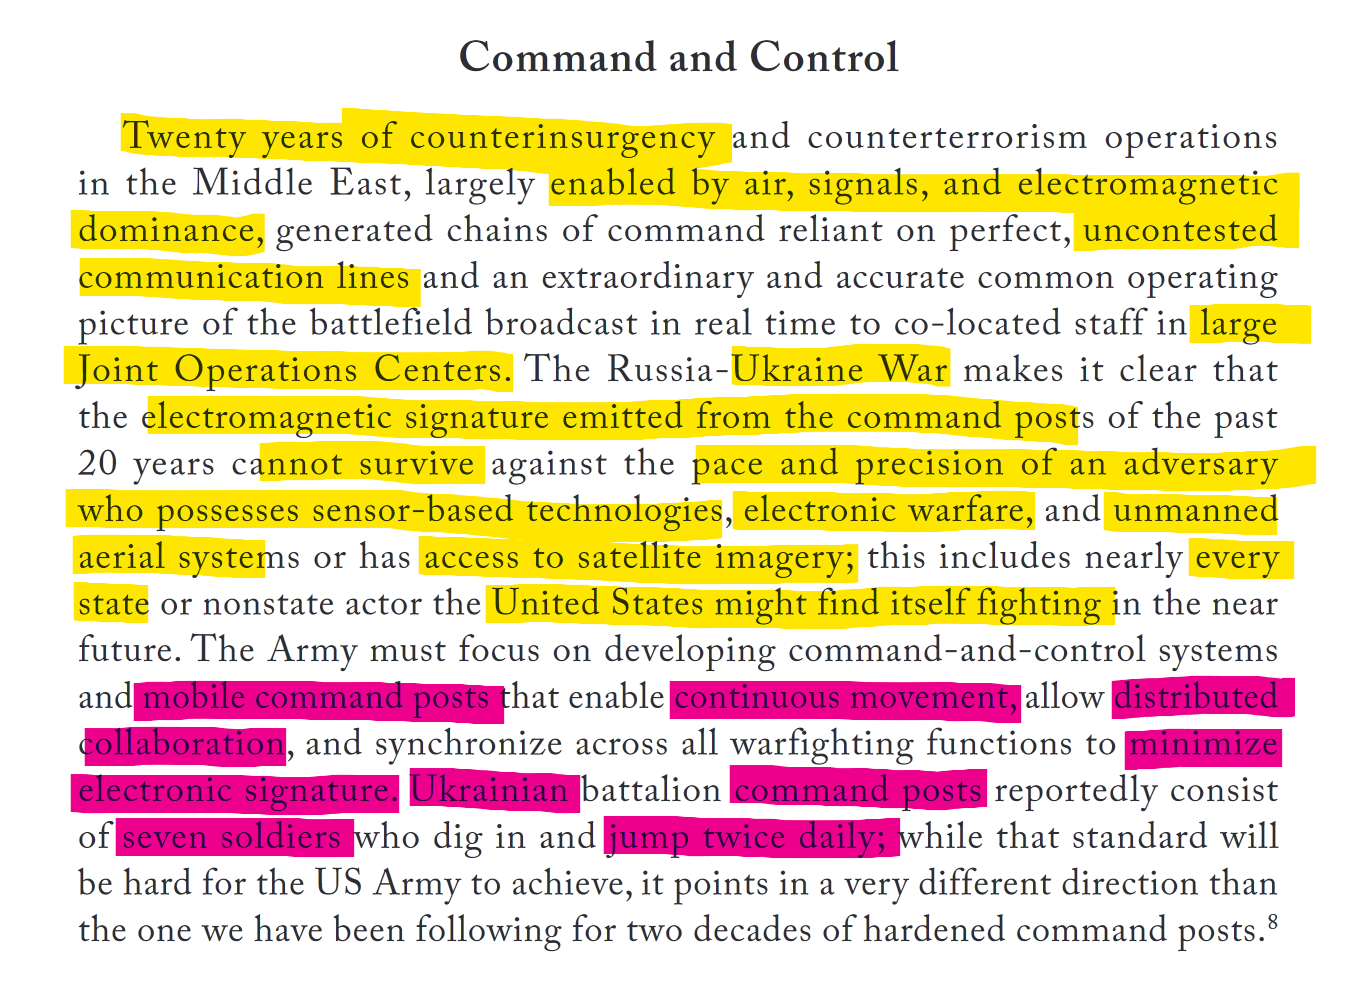 Command and Control
Twenty years of counterinsurgency and counterterrorism operations
in the Middle East, largely enabled by air, signals, and electromagnetic
dominance, generated chains of command reliant on perfect, uncontested
communication lines and an extraordinary and accurate common operating
picture of the battlefield broadcast in real time to co-located staff in large
Joint Operations Centers. The Russia-Ukraine War makes it clear that
the electromagnetic signature emitted from the command posts of the past
20 years cannot survive against the pace and precision of an adversary
who possesses sensor-based technologies, electronic warfare, and unmanned
aerial systems or has access to satellite imagery; this includes nearly every
state or nonstate actor the United States might find itself fighting in the near
future. The Army must focus on developing command-and-control systems
and mobile command posts that enable continuous movement, allow distributed
collaboration, and synchronize across all warfighting functions to minimize
electronic signature. Ukrainian battalion command posts reportedly consist
of seven soldiers who dig in and jump twice daily; while that standard will
be hard for the US Army to achieve, it points in a very different direction than
the one we have been following for two decades of hardened command posts.⁸